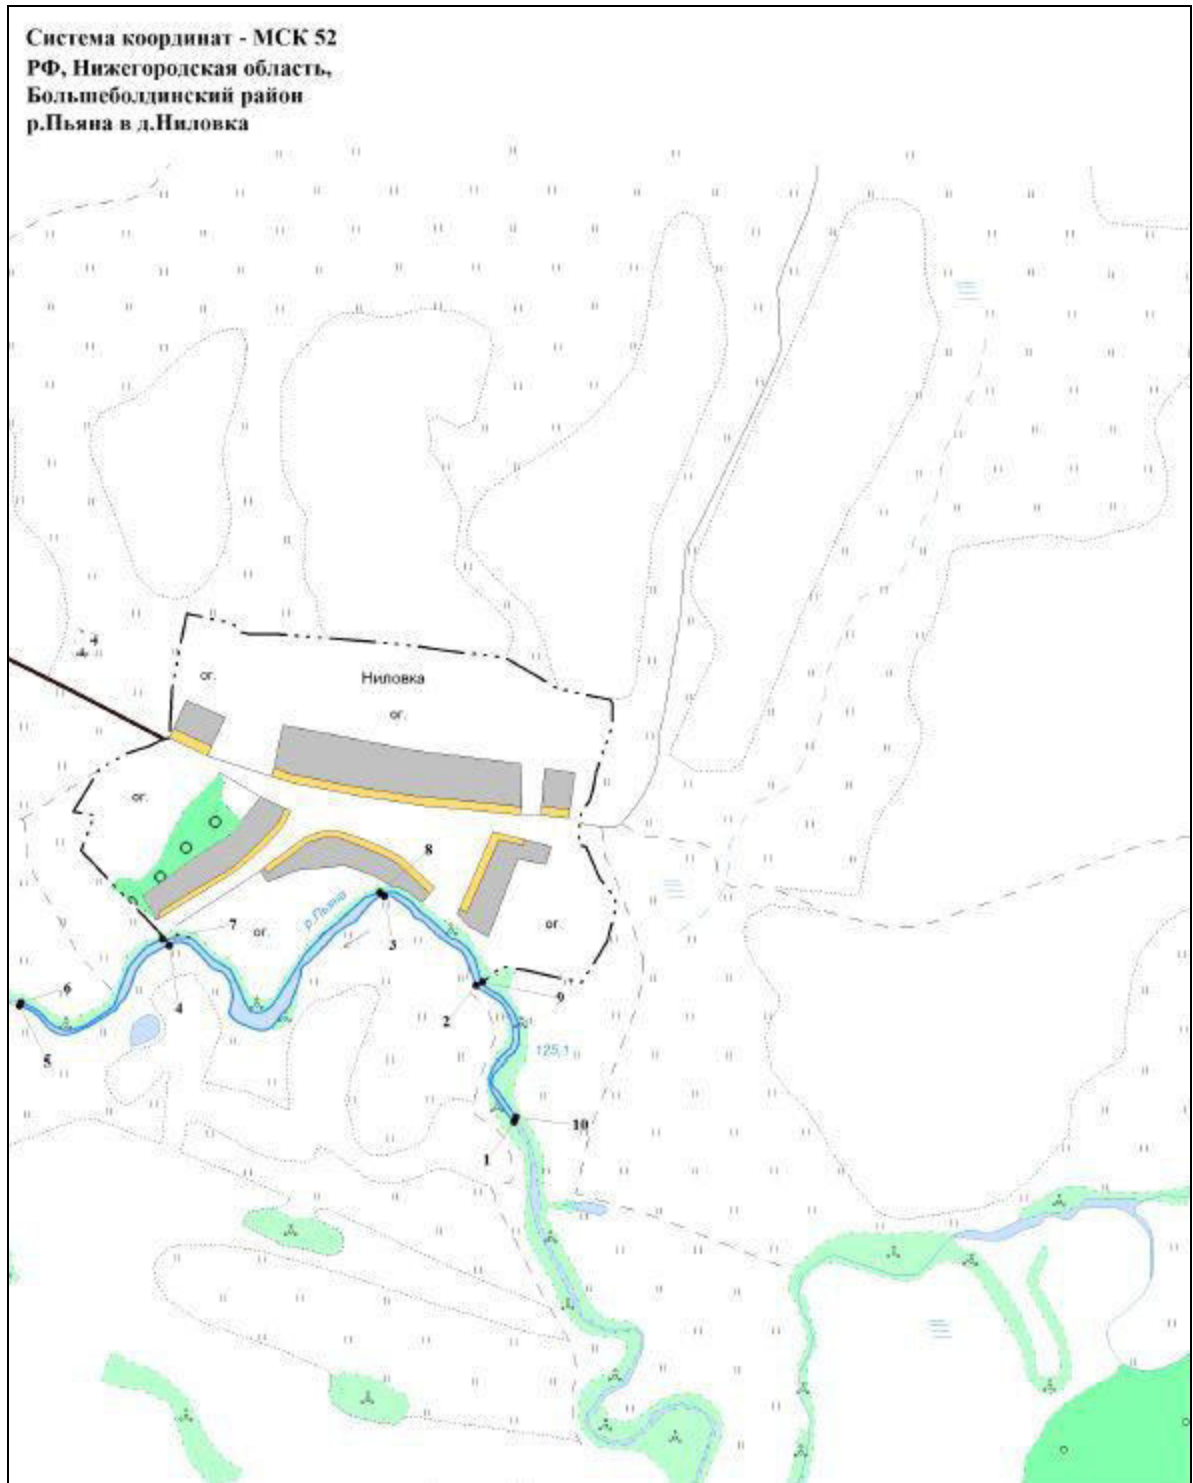 Система координат - МСК 52
РФ, Нижегородская область,
Большеболдинский район
р.Пьяна в д.Ниловка
ог.
Ниловка
ог.
ог.
8
р.Пьяна
7
ог.
3
ог.
6
4
2
9
5
125,1
10
1